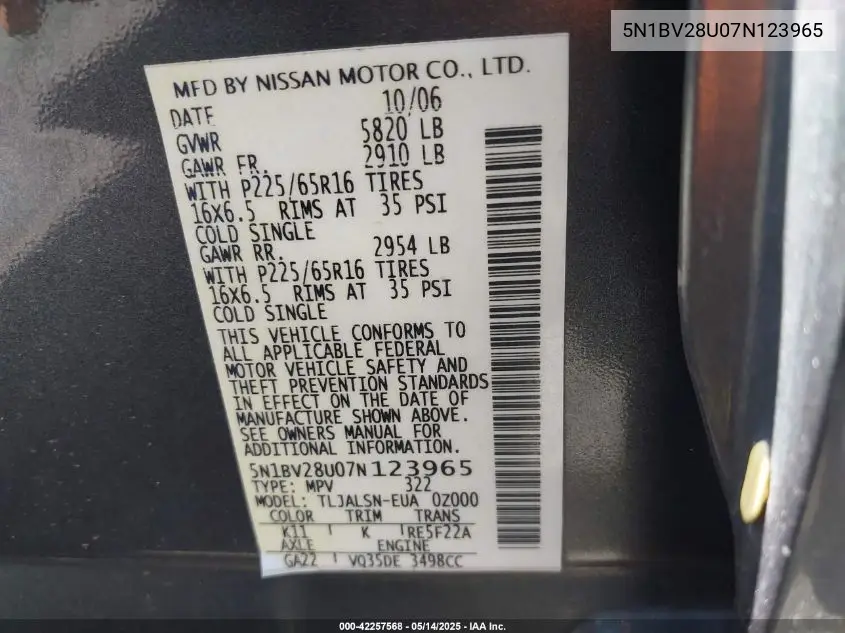 5N1BV28U07N123965
MFD BY NISSAN MOTOR CO., LTD.
DATE 10/06
GVWR 5820 LB
GAWR FR. 2910 LB
WITH P225/65R16 TIRES
16X6.5 RIMS AT 35 PSI
COLD SINGLE
GAWR RR. 2954 LB
WITH P225/65R16 TIRES
16X6.5 RIMS AT 35 PSI
COLD SINGLE
THIS VEHICLE CONFORMS TO
ALL APPLICABLE FEDERAL
MOTOR VEHICLE SAFETY AND
THEFT PREVENTION STANDARDS
IN EFFECT ON THE DATE OF
MANUFACTURE SHOWN ABOVE.
SEE OWNERS MANUAL FOR
ADDITIONAL INFORMATION.
5N1BV28U07N123965
TYPE: MPV 322
MODEL: TLJALSN-EUA 0Z000
COLOR TRIM TRANS
K11 K RE5F22A
AXLE ENGINE
GA22 VQ35DE 3498CC
000-42257568 - 05/14/2025 - IAA Inc.